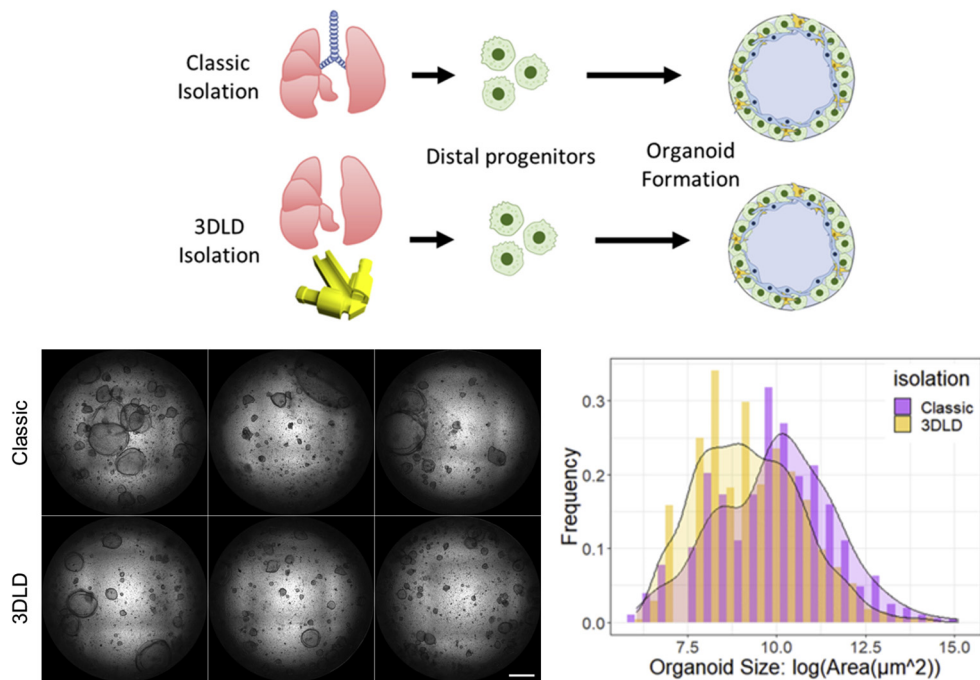 Classic
Isolation
Distal progenitors
Organoid
Formation
3DLD
Isolation
Classic
3DLD
isolation
Classic
3DLD
Frequency
0.3
0.2
0.1
0.0
7.5
10.0
12.5
15.0
Organoid Size: log(Area(µm^2))